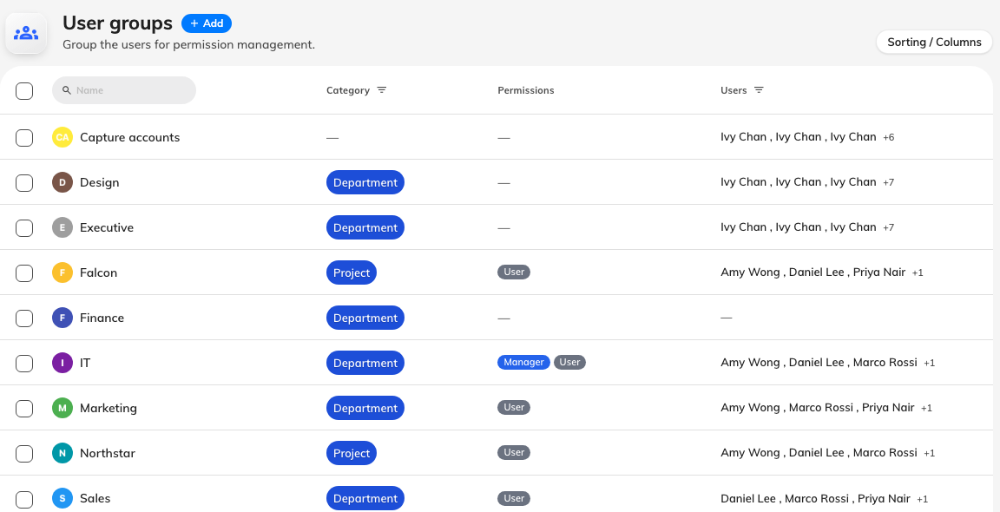 User groups + Add
Group the users for permission management.
Sorting / Columns
Name Category Permissions Users
CA Capture accounts — — Ivy Chan , Ivy Chan , Ivy Chan +6
D Design Department — Ivy Chan , Ivy Chan , Ivy Chan +7
E Executive Department — Ivy Chan , Ivy Chan , Ivy Chan +7
F Falcon Project User Amy Wong , Daniel Lee , Priya Nair +1
F Finance Department — —
I IT Department Manager User Amy Wong , Daniel Lee , Marco Rossi +1
M Marketing Department User Amy Wong , Marco Rossi , Priya Nair +1
N Northstar Project User Amy Wong , Daniel Lee , Marco Rossi +1
S Sales Department User Daniel Lee , Marco Rossi , Priya Nair +1